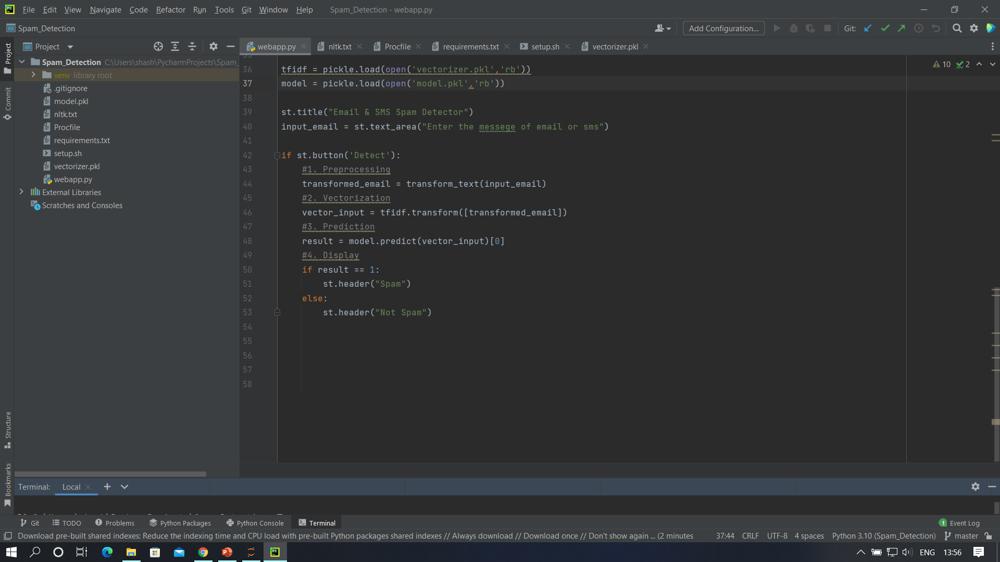 File Edit View Navigate Code Refactor Run Tools Git Window Help Spam_Detection - webapp.py
Spam_Detection Add Configuration... Git:
Project webapp.py nltk.txt Procfile requirements.txt setup.sh vectorizer.pkl
Project
Commit
Structure
Bookmarks
Spam_Detection C:\Users\shash\PycharmProjects\Spam_
venv library root
.gitignore
model.pkl
nltk.txt
Procfile
requirements.txt
setup.sh
vectorizer.pkl
webapp.py
External Libraries
Scratches and Consoles
10 2
36 tfidf = pickle.load(open('vectorizer.pkl','rb'))
37 model = pickle.load(open('model.pkl','rb'))
38
39 st.title("Email & SMS Spam Detector")
40 input_email = st.text_area("Enter the messege of email or sms")
41
42 if st.button('Detect'):
43 #1. Preprocessing
44 transformed_email = transform_text(input_email)
45 #2. Vectorization
46 vector_input = tfidf.transform([transformed_email])
47 #3. Prediction
48 result = model.predict(vector_input)[0]
49 #4. Display
50 if result == 1:
51 st.header("Spam")
52 else:
53 st.header("Not Spam")
54
55
56
57
58
Terminal: Local
Git TODO Problems Python Packages Python Console Terminal 1 Event Log
Download pre-built shared indexes: Reduce the indexing time and CPU load with pre-built Python packages shared indexes // Always download // Download once // Don't show again ... (2 minutes 37:44 CRLF UTF-8 4 spaces Python 3.10 (Spam_Detection) master
ENG 13:56